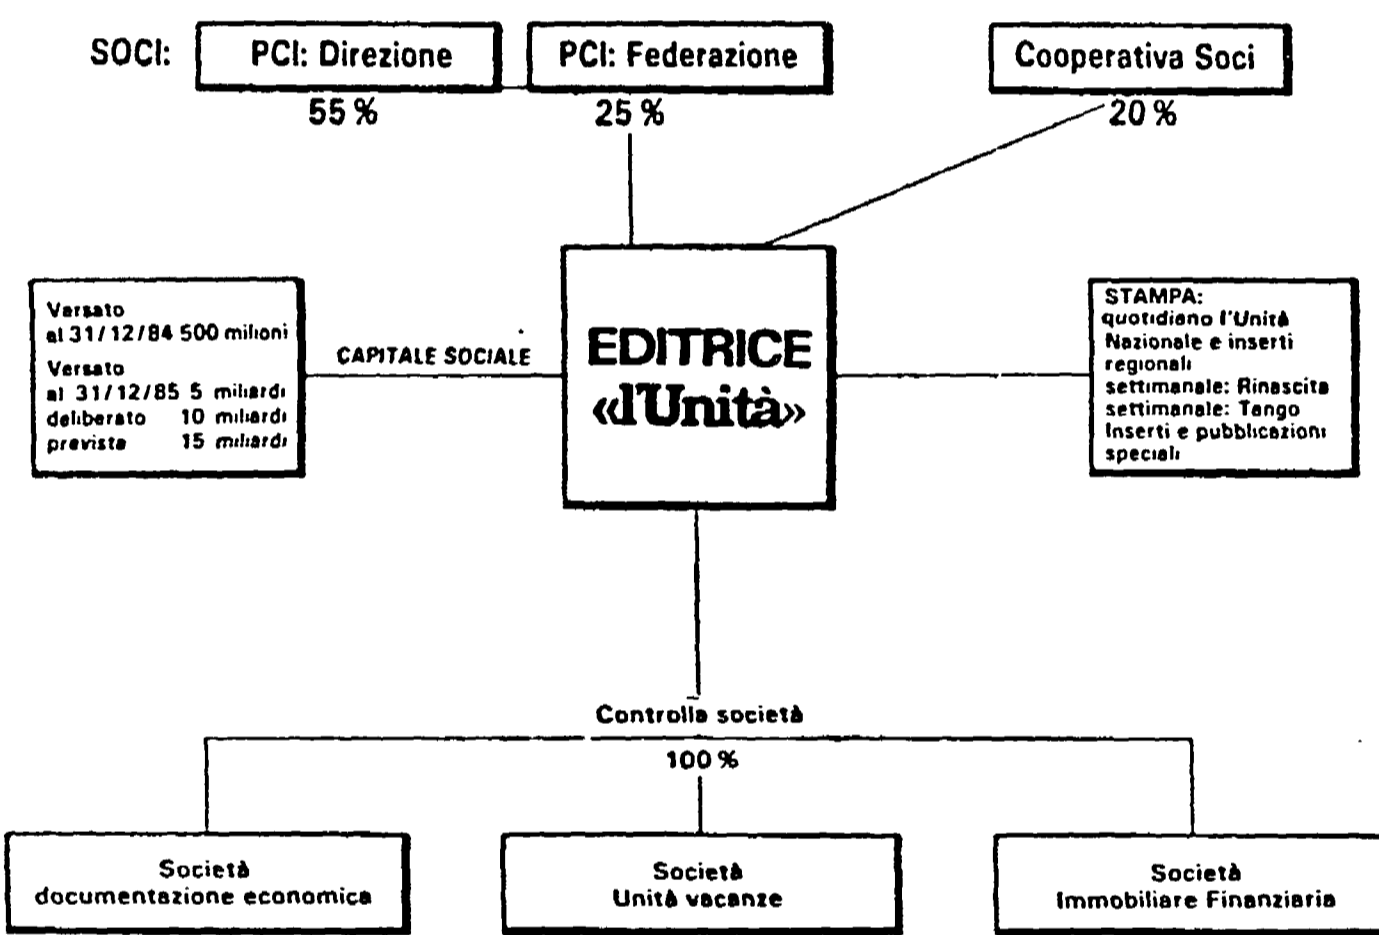 SOCI:
PCI: Direzione
PCI: Federazione
Cooperativa Soci
55%
25%
20%
Versato
al 31/12/84 500 milioni
Versato
al 31/12/85 5 miliardi
deliberato 10 miliardi
prevista 15 miliardi
CAPITALE SOCIALE
EDITRICE
«l'Unità»
STAMPA:
quotidiano l'Unità
Nazionale e inserti
regionali
settimanale: Rinascita
settimanale: Tango
Inserti e pubblicazioni
speciali
Controlla società
100%
Società
documentazione economica
Società
Unità vacanze
Società
Immobiliare Finanziaria